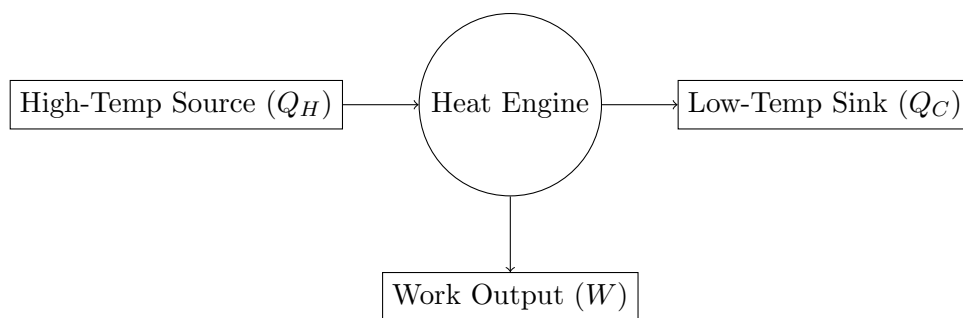 High-Temp Source (Q_H)
Heat Engine
Low-Temp Sink (Q_C)
Work Output (W)